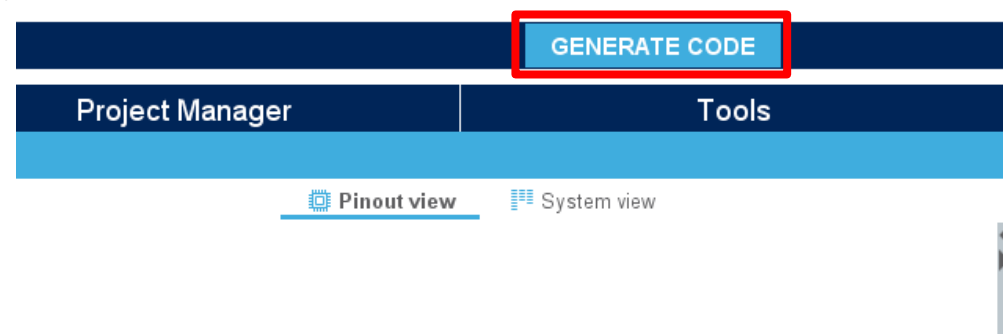 GENERATE CODE
Project Manager
Tools
Pinout view
System view